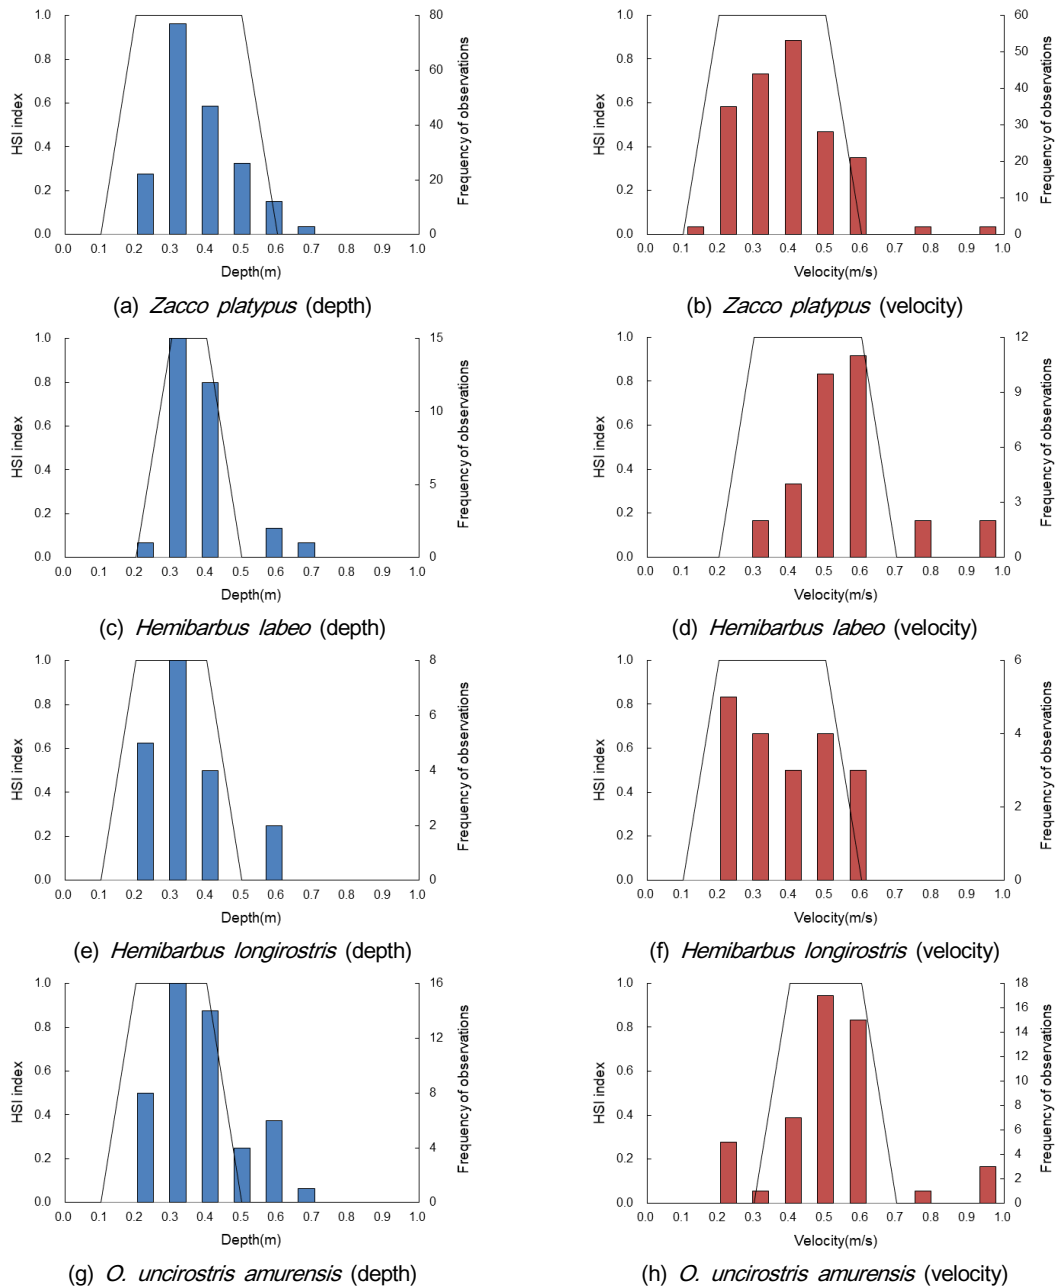 1.0
0.8
0.6
0.4
0.2
0.0
HSI index
80
60
40
20
0
Frequency of observations
0.0 0.1 0.2 0.3 0.4 0.5 0.6 0.7 0.8 0.9 1.0
Depth(m)
(a) Zacco platypus (depth)
1.0
0.8
0.6
0.4
0.2
0.0
HSI index
60
50
40
30
20
10
0
Frequency of observations
0.0 0.1 0.2 0.3 0.4 0.5 0.6 0.7 0.8 0.9 1.0
Velocity(m/s)
(b) Zacco platypus (velocity)
1.0
0.8
0.6
0.4
0.2
0.0
HSI index
15
10
5
0
Frequency of observations
0.0 0.1 0.2 0.3 0.4 0.5 0.6 0.7 0.8 0.9 1.0
Depth(m)
(c) Hemibarbus labeo (depth)
1.0
0.8
0.6
0.4
0.2
0.0
HSI index
12
9
6
3
0
Frequency of observations
0.0 0.1 0.2 0.3 0.4 0.5 0.6 0.7 0.8 0.9 1.0
Velocity(m/s)
(d) Hemibarbus labeo (velocity)
1.0
0.8
0.6
0.4
0.2
0.0
HSI index
8
6
4
2
0
Frequency of observations
0.0 0.1 0.2 0.3 0.4 0.5 0.6 0.7 0.8 0.9 1.0
Depth(m)
(e) Hemibarbus longirostris (depth)
1.0
0.8
0.6
0.4
0.2
0.0
HSI index
6
4
2
0
Frequency of observations
0.0 0.1 0.2 0.3 0.4 0.5 0.6 0.7 0.8 0.9 1.0
Velocity(m/s)
(f) Hemibarbus longirostris (velocity)
1.0
0.8
0.6
0.4
0.2
0.0
HSI index
16
12
8
4
0
Frequency of observations
0.0 0.1 0.2 0.3 0.4 0.5 0.6 0.7 0.8 0.9 1.0
Depth(m)
(g) O. uncirostris amurensis (depth)
1.0
0.8
0.6
0.4
0.2
0.0
HSI index
18
16
14
12
10
8
6
4
2
0
Frequency of observations
0.0 0.1 0.2 0.3 0.4 0.5 0.6 0.7 0.8 0.9 1.0
Velocity(m/s)
(h) O. uncirostris amurensis (velocity)